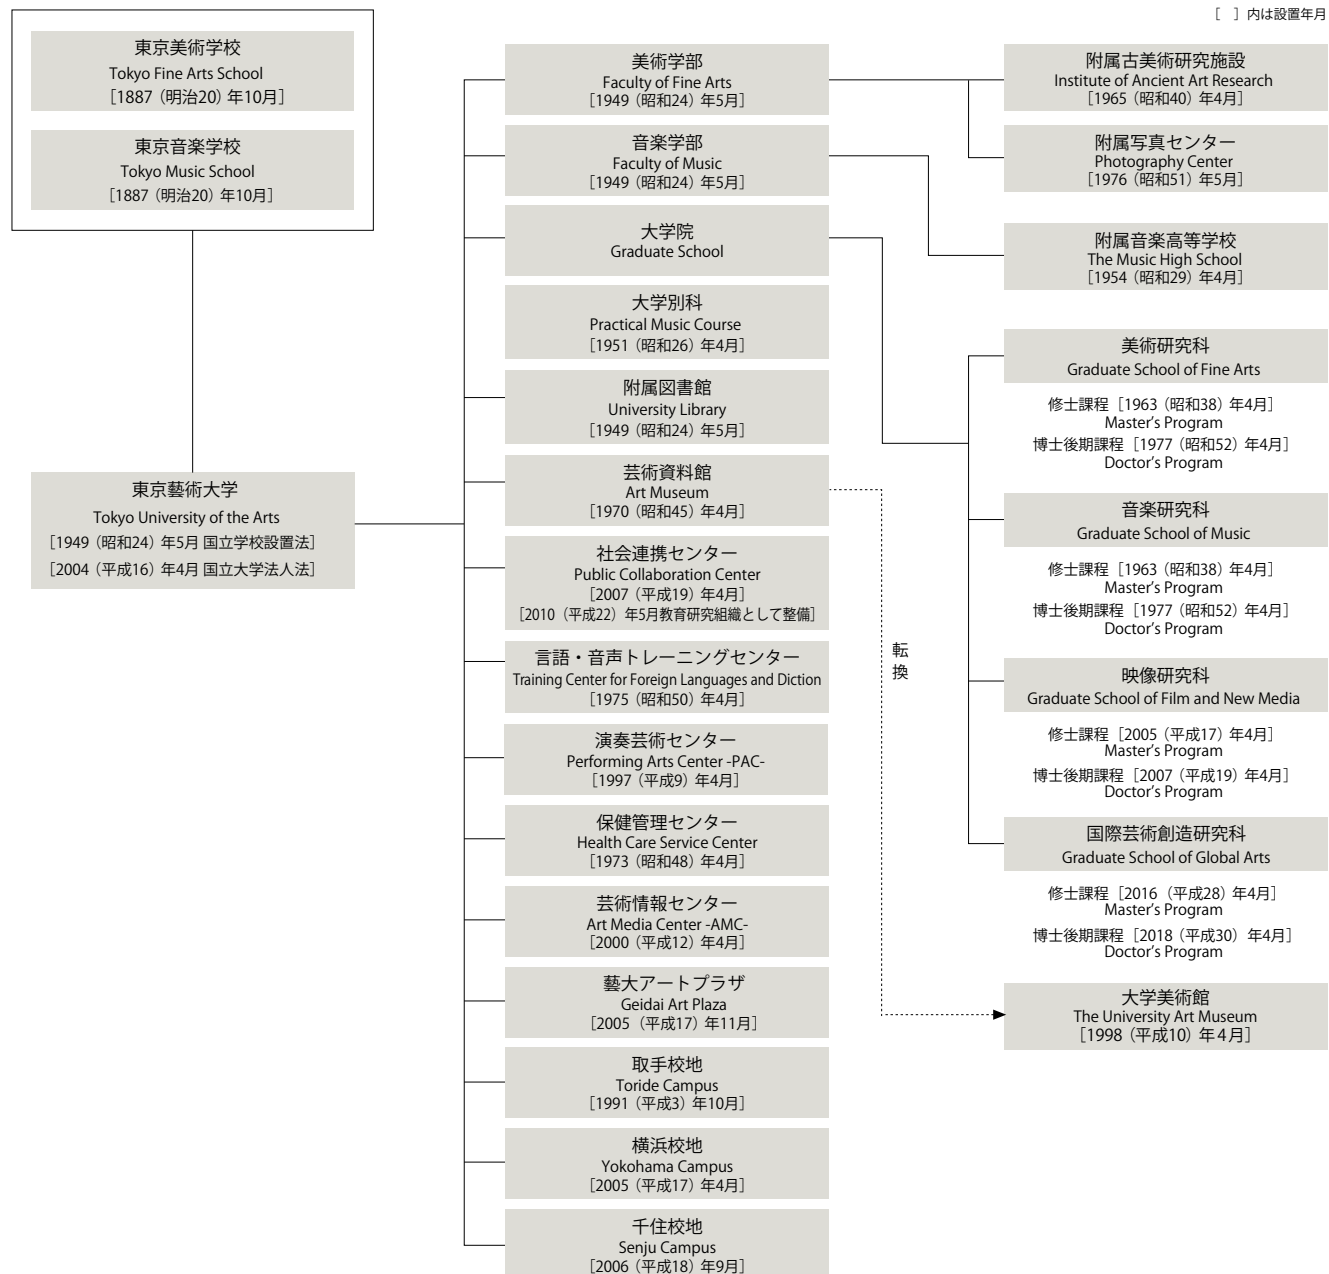 ［　］内は設置年月
東京美術学校
Tokyo Fine Arts School
［1887（明治20）年10月］
東京音楽学校
Tokyo Music School
［1887（明治20）年10月］
東京藝術大学
Tokyo University of the Arts
［1949（昭和24）年5月 国立学校設置法］
［2004（平成16）年4月 国立大学法人法］
美術学部
Faculty of Fine Arts
［1949（昭和24）年5月］
音楽学部
Faculty of Music
［1949（昭和24）年5月］
大学院
Graduate School
大学別科
Practical Music Course
［1951（昭和26）年4月］
附属図書館
University Library
［1949（昭和24）年5月］
芸術資料館
Art Museum
［1970（昭和45）年4月］
社会連携センター
Public Collaboration Center
［2007（平成19）年4月］
［2010（平成22）年5月教育研究組織として整備］
言語・音声トレーニングセンター
Training Center for Foreign Languages and Diction
［1975（昭和50）年4月］
演奏芸術センター
Performing Arts Center -PAC-
［1997（平成9）年4月］
保健管理センター
Health Care Service Center
［1973（昭和48）年4月］
芸術情報センター
Art Media Center -AMC-
［2000（平成12）年4月］
藝大アートプラザ
Geidai Art Plaza
［2005（平成17）年11月］
取手校地
Toride Campus
［1991（平成3）年10月］
横浜校地
Yokohama Campus
［2005（平成17）年4月］
千住校地
Senju Campus
［2006（平成18）年9月］
転換
附属古美術研究施設
Institute of Ancient Art Research
［1965（昭和40）年4月］
附属写真センター
Photography Center
［1976（昭和51）年5月］
附属音楽高等学校
The Music High School
［1954（昭和29）年4月］
美術研究科
Graduate School of Fine Arts
修士課程［1963（昭和38）年4月］
Master's Program
博士後期課程［1977（昭和52）年4月］
Doctor's Program
音楽研究科
Graduate School of Music
修士課程［1963（昭和38）年4月］
Master's Program
博士後期課程［1977（昭和52）年4月］
Doctor's Program
映像研究科
Graduate School of Film and New Media
修士課程［2005（平成17）年4月］
Master's Program
博士後期課程［2007（平成19）年4月］
Doctor's Program
国際芸術創造研究科
Graduate School of Global Arts
修士課程［2016（平成28）年4月］
Master's Program
博士後期課程［2018（平成30）年4月］
Doctor's Program
大学美術館
The University Art Museum
［1998（平成10）年4月］